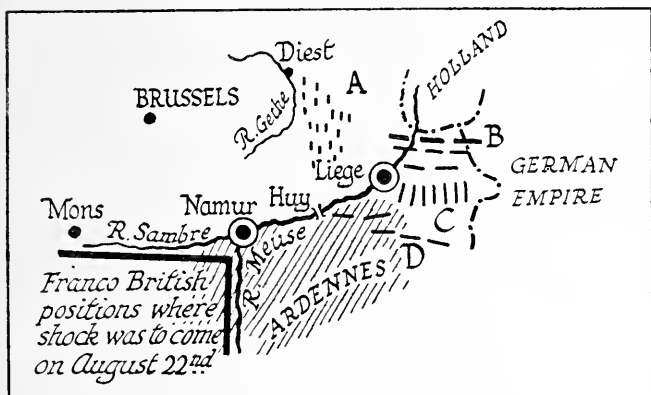 Diest
A
HOLLAND
BRUSSELS
R. Gethe
B
Liege
GERMAN
EMPIRE
Mons
Namur
Huy
C
R. Sambre
R. Meuse
D
ARDENNES
Franco British
positions where
shock was to come
on August 22nd